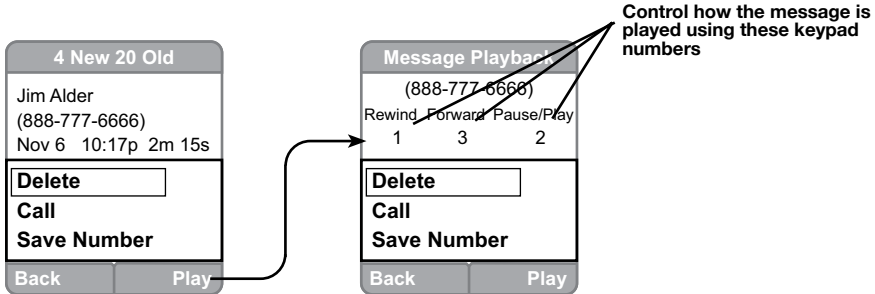 Control how the message is
played using these keypad
numbers
4 New 20 Old
Jim Alder
(888-777-6666)
Nov 6 10:17p 2m 15s
Delete
Call
Save Number
Back Play
Message Playback
(888-777-6666)
Rewind Forward Pause/Play
1 3 2
Delete
Call
Save Number
Back Play